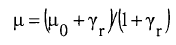 μ = (μ₀ + γᵣ)/(1 + γᵣ)